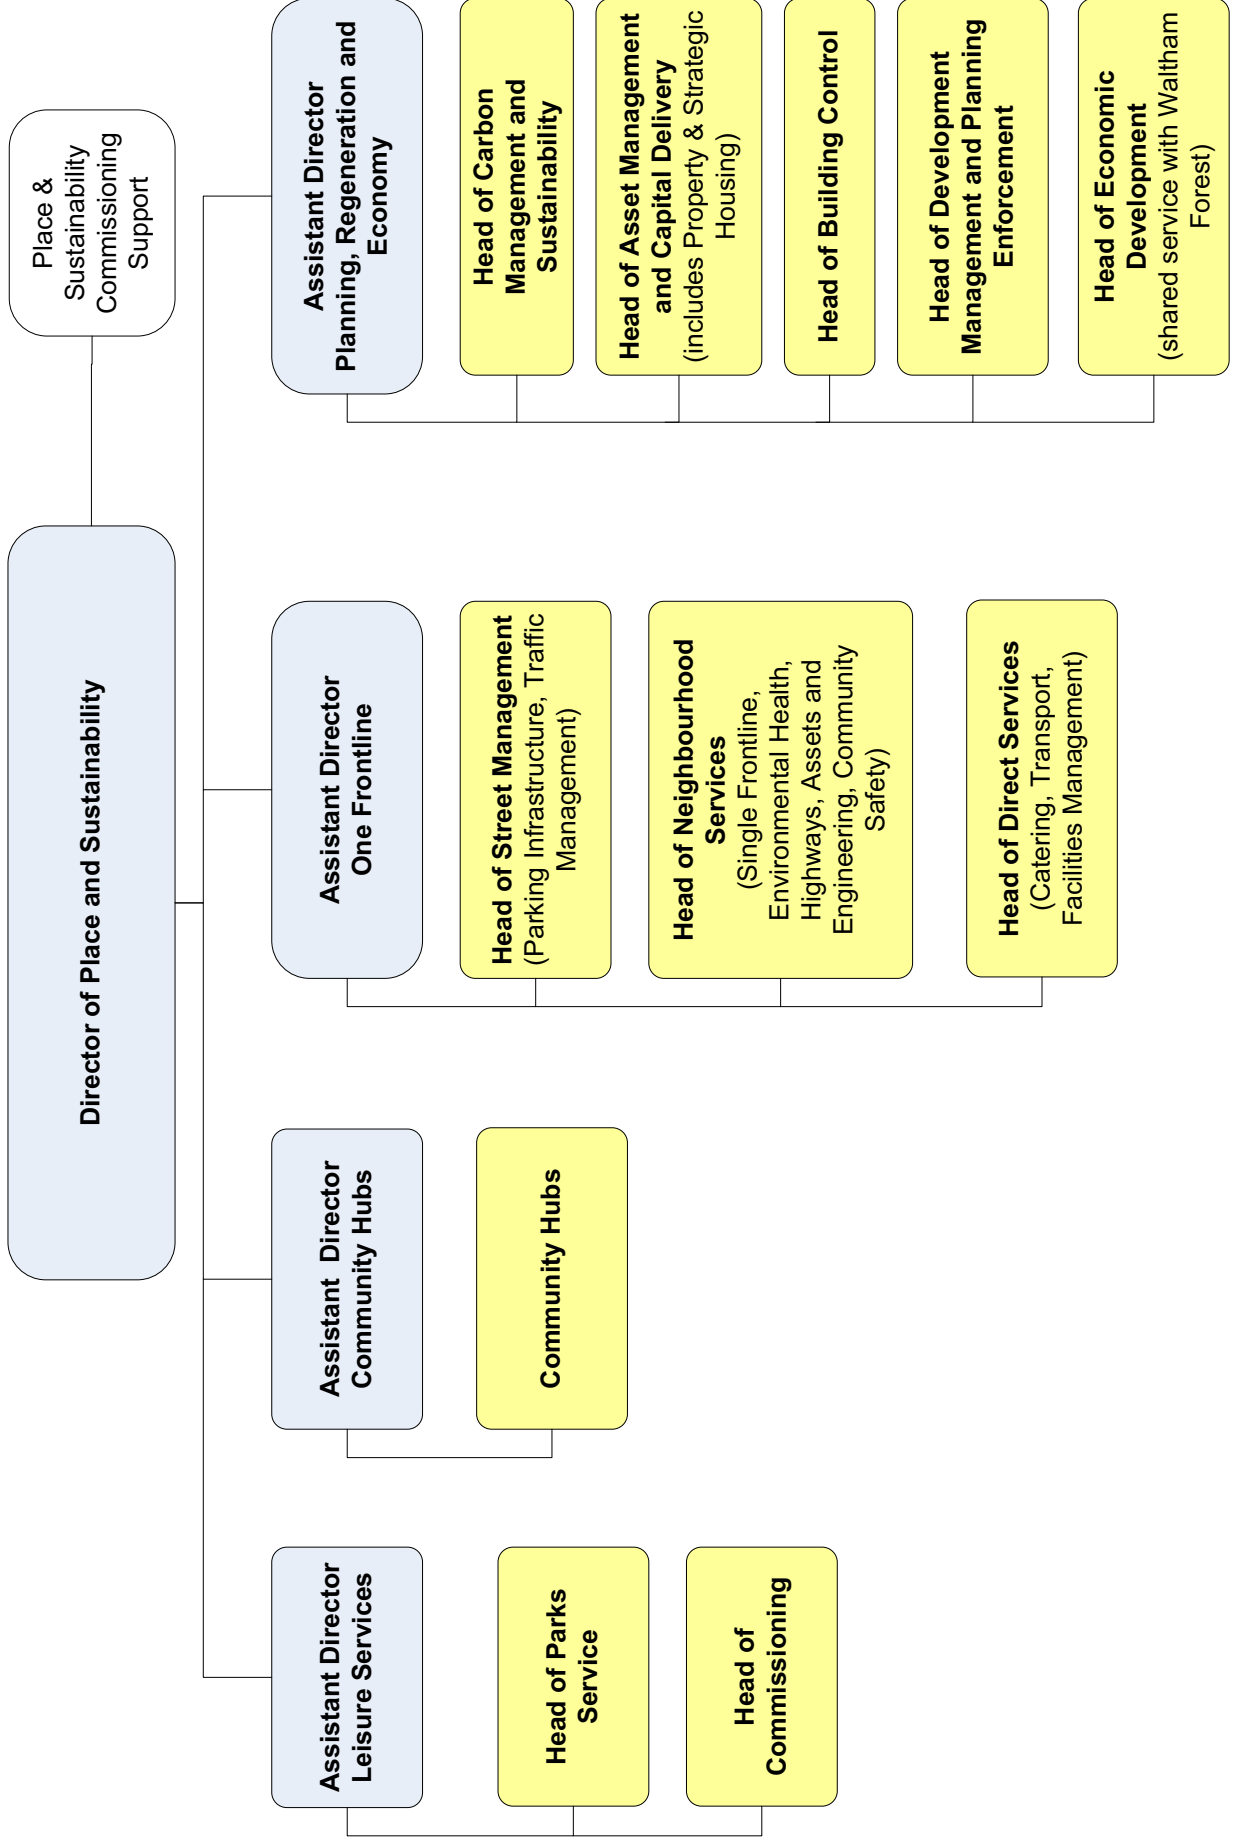 Director of Place and Sustainability
Place &
Sustainability
Commissioning
Support
Assistant Director
Leisure Services
Head of Parks
Service
Head of
Commissioning
Assistant  Director
Community Hubs
Community Hubs
Assistant Director
One Frontline
Head of Street Management
(Parking Infrastructure, Traffic
Management)
Head of Neighbourhood
Services
(Single Frontline,
Environmental Health,
Highways, Assets and
Engineering, Community
Safety)
Head of Direct Services
(Catering, Transport,
Facilities Management)
Assistant Director
Planning, Regeneration and
Economy
Head of Carbon
Management and
Sustainability
Head of Asset Management
and Capital Delivery
(includes Property & Strategic
Housing)
Head of Building Control
Head of Development
Management and Planning
Enforcement
Head of Economic
Development
(shared service with Waltham
Forest)